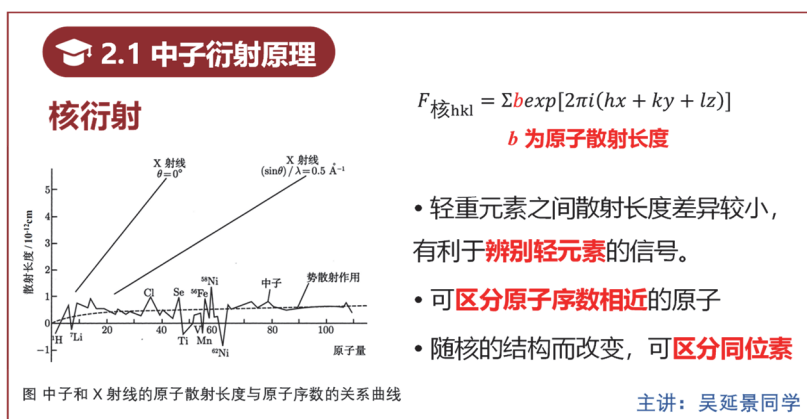 2.1 中子衍射原理
核衍射
F核hkl = Σbexp[2πi(hx + ky + lz)]
b 为原子散射长度
X 射线
θ=0°
X 射线
(sinθ)/λ=0.5 Å⁻¹
散射长度/10⁻¹²cm
5
4
3
2
1
0
−1
Cl
Se
⁵⁸Ni
⁵⁶Fe
中子
势散射作用
20
40
60
80
100
¹H
⁷Li
Ti
V
Mn
⁶²Ni
原子量
图 中子和 X 射线的原子散射长度与原子序数的关系曲线
• 轻重元素之间散射长度差异较小，
有利于辨别轻元素的信号。
• 可区分原子序数相近的原子
• 随核的结构而改变，可区分同位素
主讲：吴延景同学